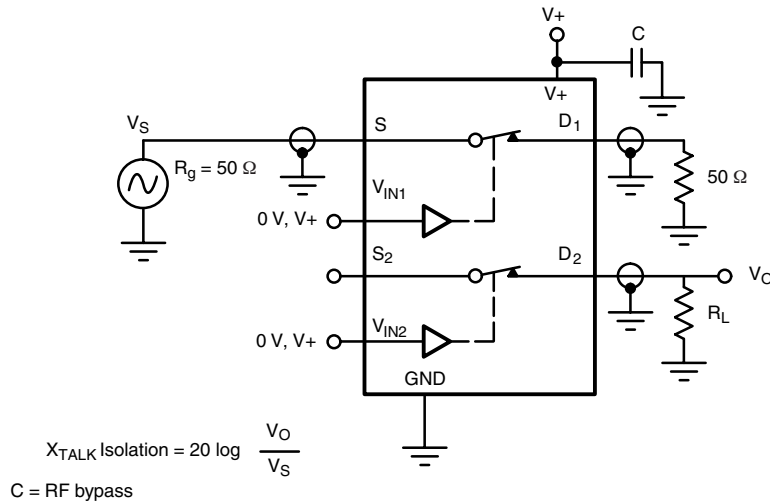 V+
C
V+
VS
S
D1
Rg = 50 Ω
50 Ω
VIN1
0 V, V+
S2
D2
VO
RL
VIN2
0 V, V+
GND
XTALK Isolation = 20 log VO
VS
C = RF bypass